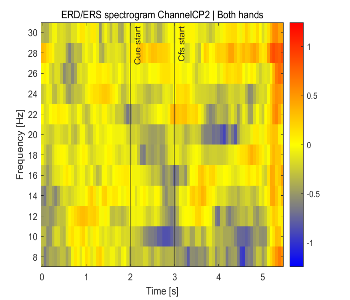 ERD/ERS spectrogram ChannelCP2 | Both hands
Frequency [Hz]
30
28
26
24
22
20
18
16
14
12
10
8
Cue start
Cfs start
1
0.5
0
-0.5
-1
0 1 2 3 4 5
Time [s]